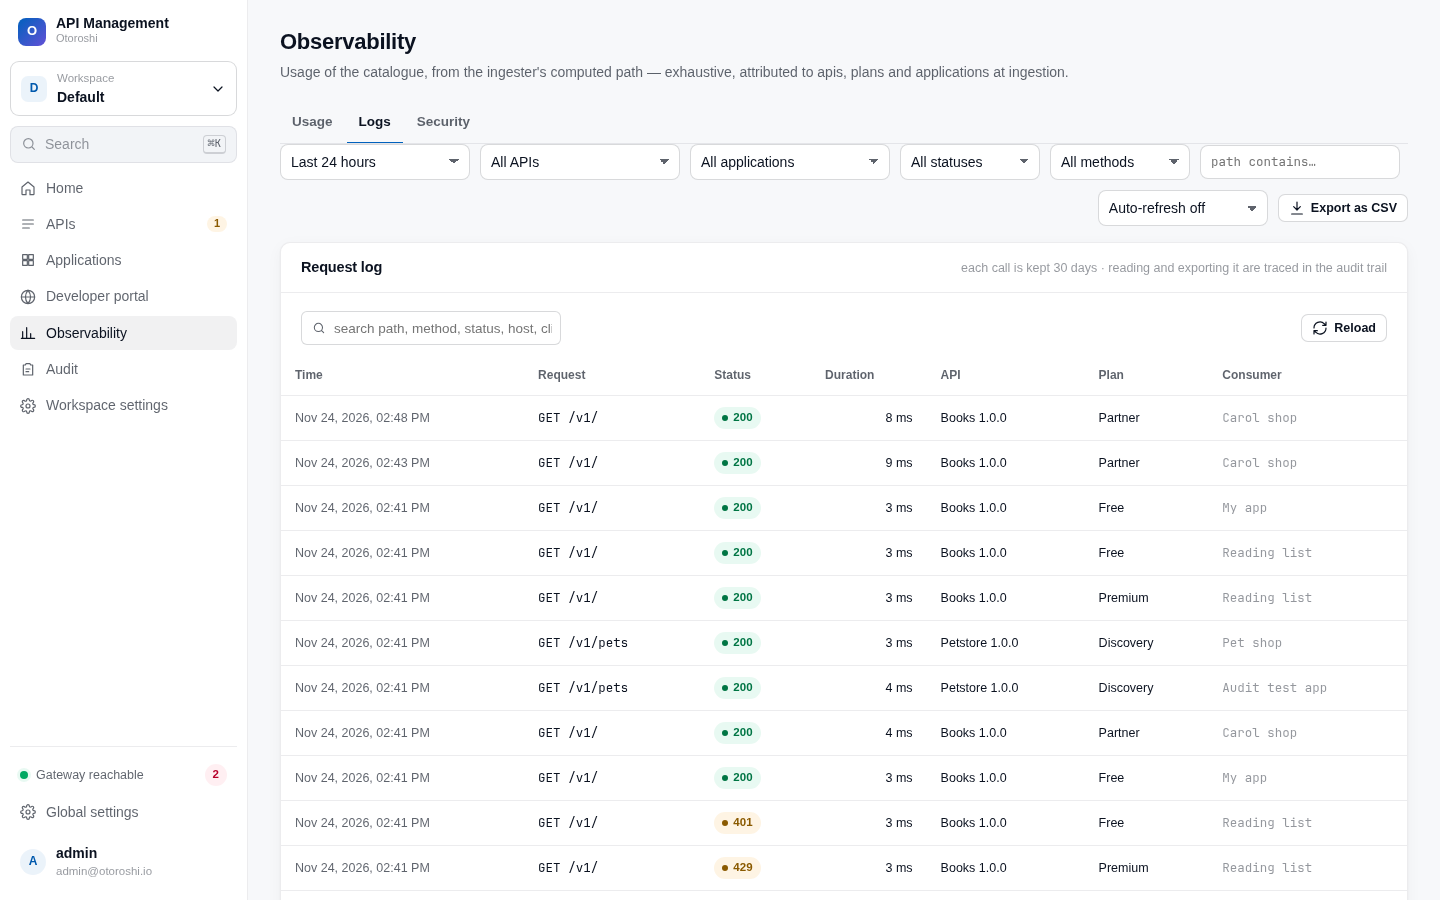 API Management
Otoroshi
O
D
Workspace
Default
Search
⌘K
Home
APIs 1
Applications
Developer portal
Observability
Audit
Workspace settings
Gateway reachable 2
Global settings
A
admin
admin@otoroshi.io
Observability
Usage of the catalogue, from the ingester's computed path — exhaustive, attributed to apis, plans and applications at ingestion.
Usage Logs Security
Last 24 hours All APIs All applications All statuses All methods path contains…
Auto-refresh off Export as CSV
Request log each call is kept 30 days · reading and exporting it are traced in the audit trail
search path, method, status, host, cli Reload
Time Request Status Duration API Plan Consumer
Nov 24, 2026, 02:48 PM GET /v1/ 200 8 ms Books 1.0.0 Partner Carol shop
Nov 24, 2026, 02:43 PM GET /v1/ 200 9 ms Books 1.0.0 Partner Carol shop
Nov 24, 2026, 02:41 PM GET /v1/ 200 3 ms Books 1.0.0 Free My app
Nov 24, 2026, 02:41 PM GET /v1/ 200 3 ms Books 1.0.0 Free Reading list
Nov 24, 2026, 02:41 PM GET /v1/ 200 3 ms Books 1.0.0 Premium Reading list
Nov 24, 2026, 02:41 PM GET /v1/pets 200 3 ms Petstore 1.0.0 Discovery Pet shop
Nov 24, 2026, 02:41 PM GET /v1/pets 200 4 ms Petstore 1.0.0 Discovery Audit test app
Nov 24, 2026, 02:41 PM GET /v1/ 200 4 ms Books 1.0.0 Partner Carol shop
Nov 24, 2026, 02:41 PM GET /v1/ 200 3 ms Books 1.0.0 Free My app
Nov 24, 2026, 02:41 PM GET /v1/ 401 3 ms Books 1.0.0 Free Reading list
Nov 24, 2026, 02:41 PM GET /v1/ 429 3 ms Books 1.0.0 Premium Reading list